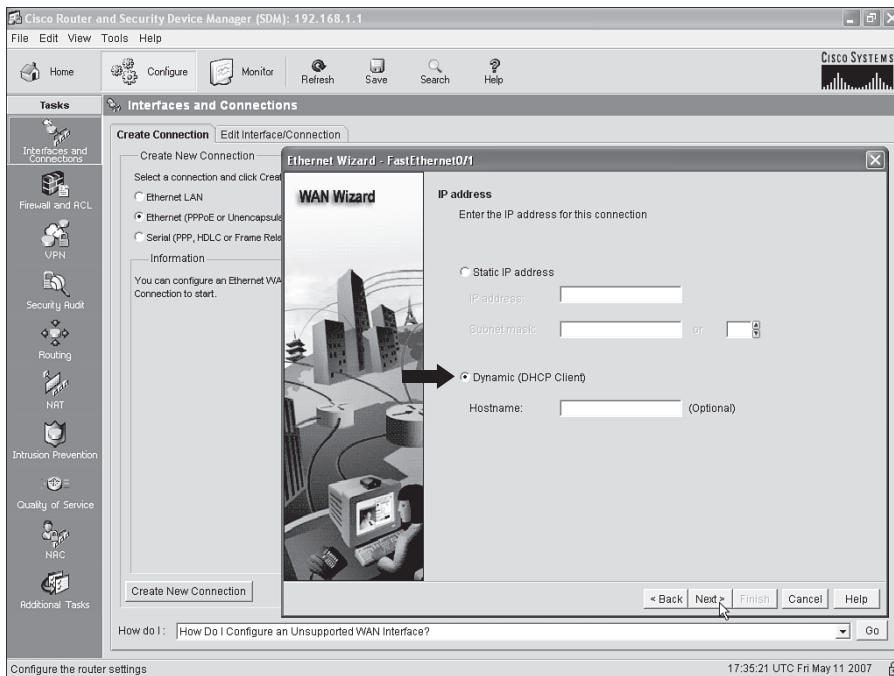 Cisco Router and Security Device Manager (SDM): 192.168.1.1
File Edit View Tools Help
Home Configure Monitor Refresh Save Search Help
CISCO SYSTEMS
Tasks
Interfaces and Connections
Interfaces and Connections
Firewall and ACL
VPN
Security Audit
Routing
NAT
Intrusion Prevention
Quality of Service
NAC
Additional Tasks
Create Connection Edit Interface/Connection
Create New Connection
Select a connection and click
Ethernet LAN
Ethernet (PPPoE or
Serial (PPP, HDLC or Frame
Information
You can configure an Ethernet
Connection to start.
Create New Connection
Ethernet Wizard - FastEthernet0/1
WAN Wizard
IP address
Enter the IP address for this connection
Static IP address
IP address:
Subnet mask: or
Dynamic (DHCP Client)
Hostname: (Optional)
< Back Next > Finish Cancel Help
How do I: How Do I Configure an Unsupported WAN Interface? Go
Configure the router settings 17:35:21 UTC Fri May 11 2007